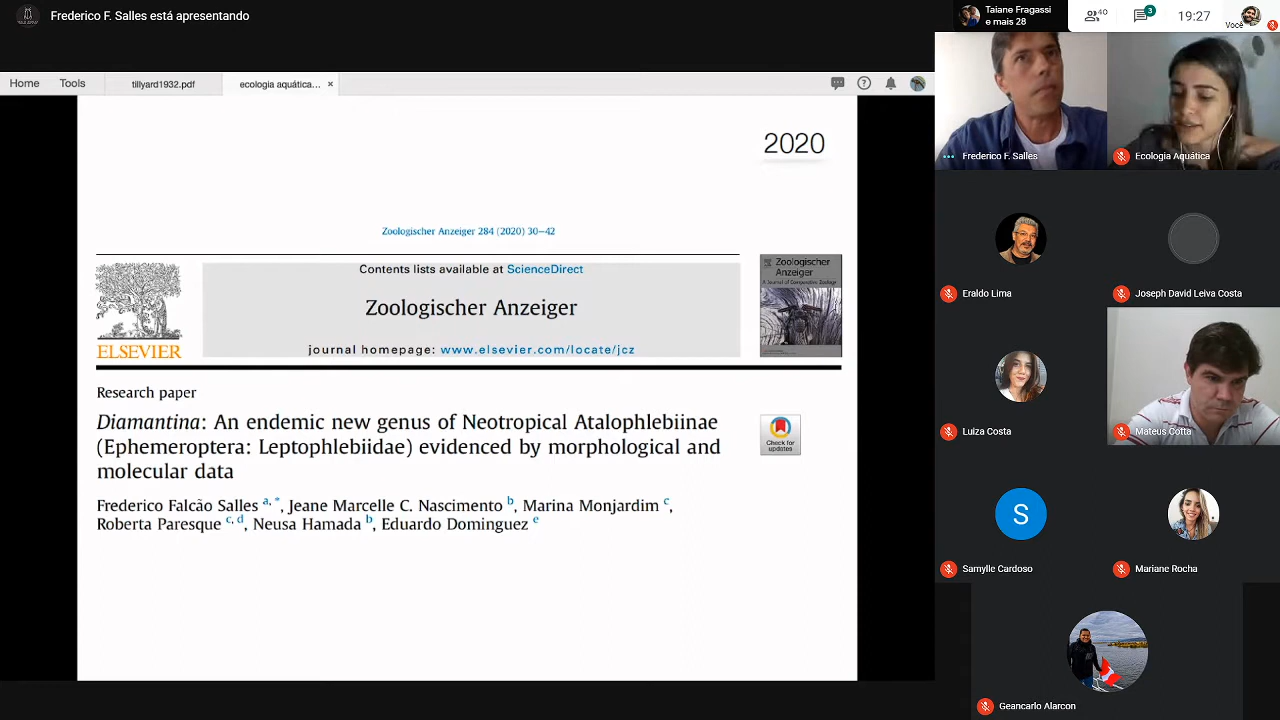 Frederico F. Salles está apresentando
Taiane Fragassi
e mais 28
40
3
19:27
Você
Home
Tools
tillyard1932.pdf
ecologia aquática... ×
2020
Zoologischer Anzeiger 284 (2020) 30–42
Contents lists available at ScienceDirect
Zoologischer Anzeiger
journal homepage: www.elsevier.com/locate/jcz
ELSEVIER
Zoologischer
Anzeiger
A Journal of Comparative Zoology
Research paper
Diamantina: An endemic new genus of Neotropical Atalophlebiinae
(Ephemeroptera: Leptophlebiidae) evidenced by morphological and
molecular data
Check for
updates
Frederico Falcão Salles a, *, Jeane Marcelle C. Nascimento b, Marina Monjardim c,
Roberta Paresque c, d, Neusa Hamada b, Eduardo Dominguez e
Frederico F. Salles
Ecologia Aquática
Eraldo Lima
Joseph David Leiva Costa
Luiza Costa
Mateus Cotta
S
Samylle Cardoso
Mariane Rocha
Geancarlo Alarcon